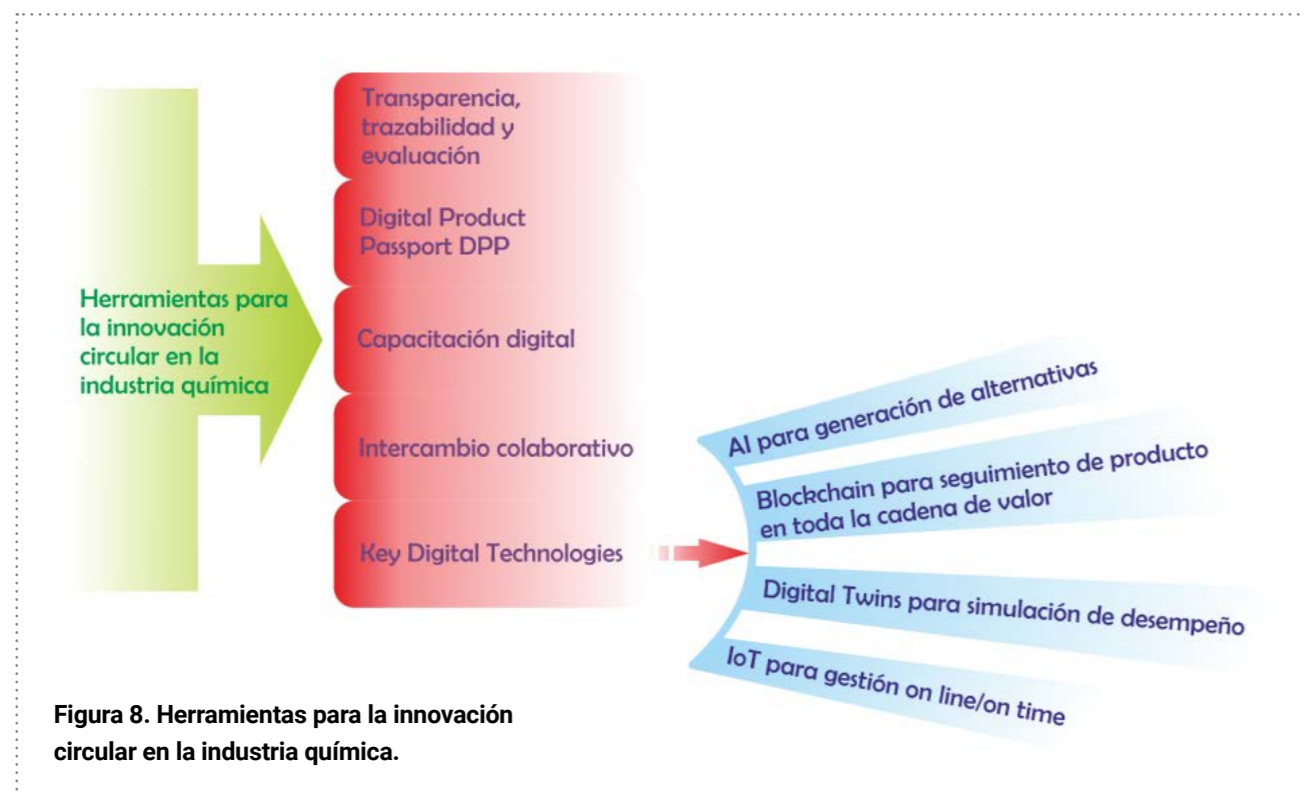 Herramientas para
la innovación
circular en la
industria química
Transparencia,
trazabilidad y
evaluación
Digital Product
Passport DPP
Capacitación digital
Intercambio colaborativo
Key Digital Technologies
AI para generación de alternativas
Blockchain para seguimiento de producto
en toda la cadena de valor
Digital Twins para simulación de desempeño
IoT para gestión on line/on time
Figura 8. Herramientas para la innovación
circular en la industria química.